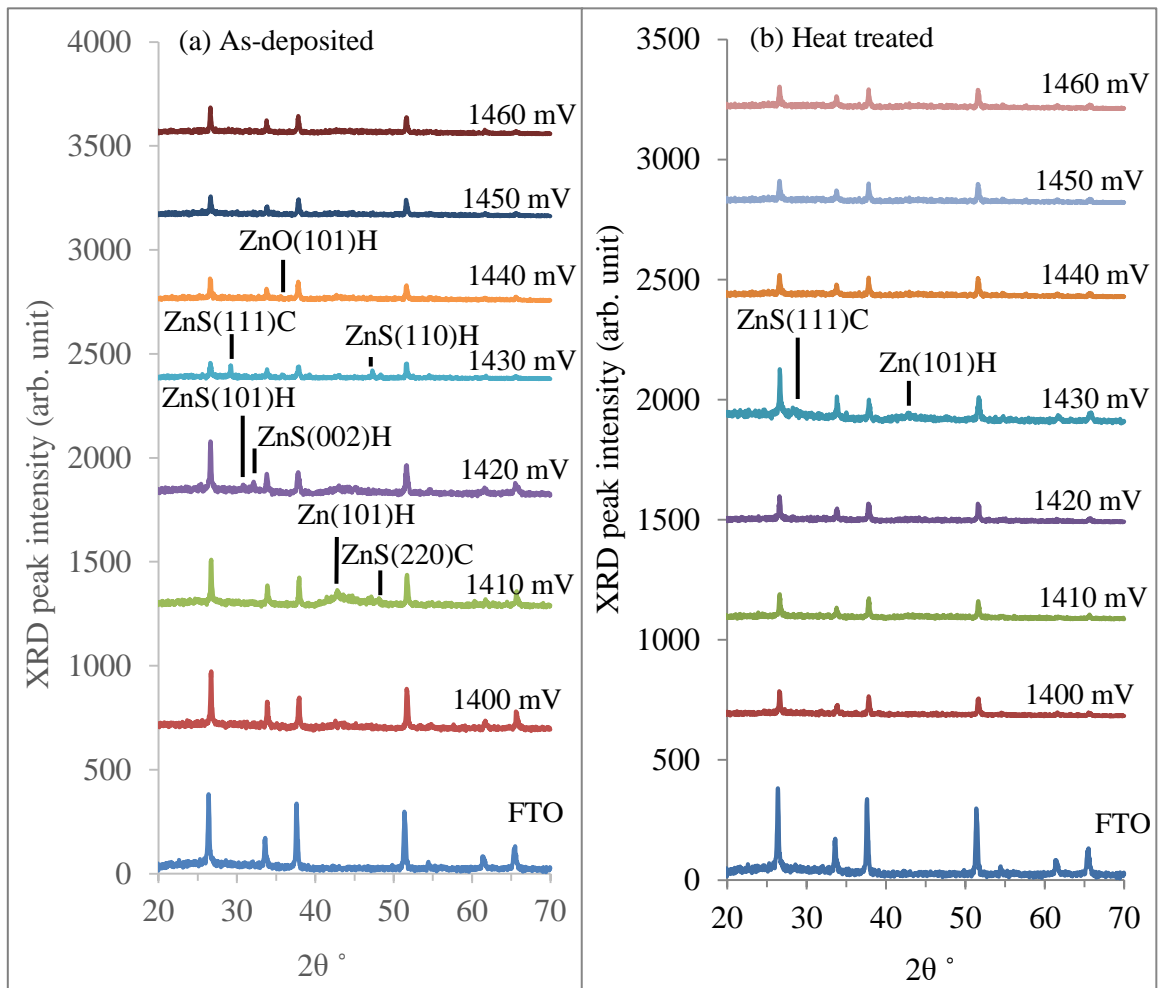 (a) As-deposited
XRD peak intensity (arb. unit)
4000
3500
3000
2500
2000
1500
1000
500
0
1460 mV
1450 mV
ZnO(101)H
1440 mV
ZnS(111)C
ZnS(110)H
1430 mV
ZnS(101)H
ZnS(002)H
1420 mV
Zn(101)H
ZnS(220)C
1410 mV
1400 mV
FTO
20 30 40 50 60 70
2θ °
(b) Heat treated
XRD peak intensity (arb. unit)
3500
3000
2500
2000
1500
1000
500
0
1460 mV
1450 mV
1440 mV
ZnS(111)C
Zn(101)H
1430 mV
1420 mV
1410 mV
1400 mV
FTO
20 30 40 50 60 70
2θ °